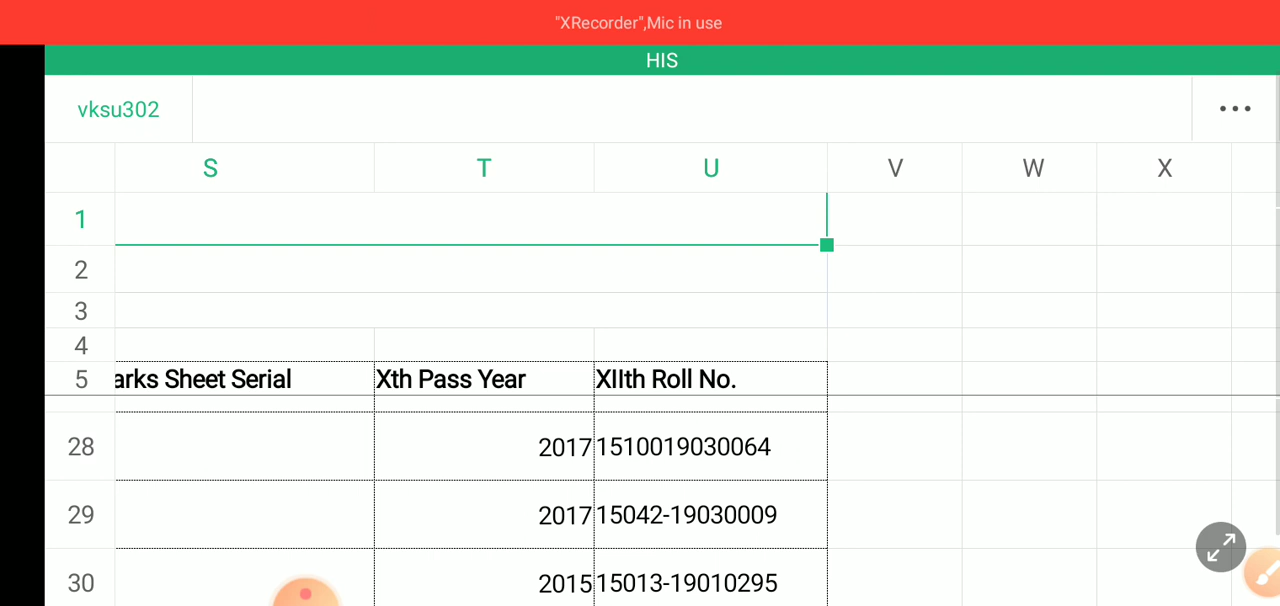 "XRecorder",Mic in use
HIS
vksu302
S T U V W X
1
2
3
4
5 arks Sheet Serial Xth Pass Year XIIth Roll No.
28 2017 1510019030064
29 2017 15042-19030009
30 2015 15013-19010295